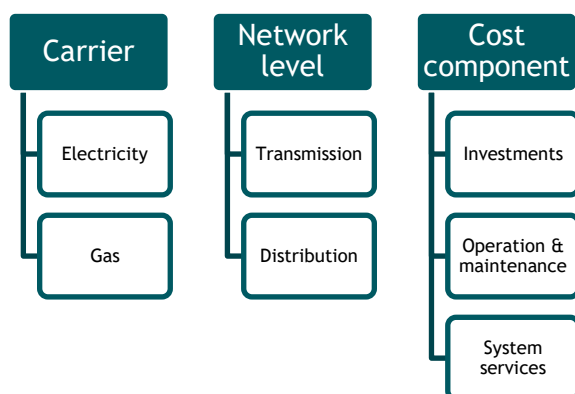 Carrier
Electricity
Gas
Network
level
Transmission
Distribution
Cost
component
Investments
Operation &
maintenance
System
services